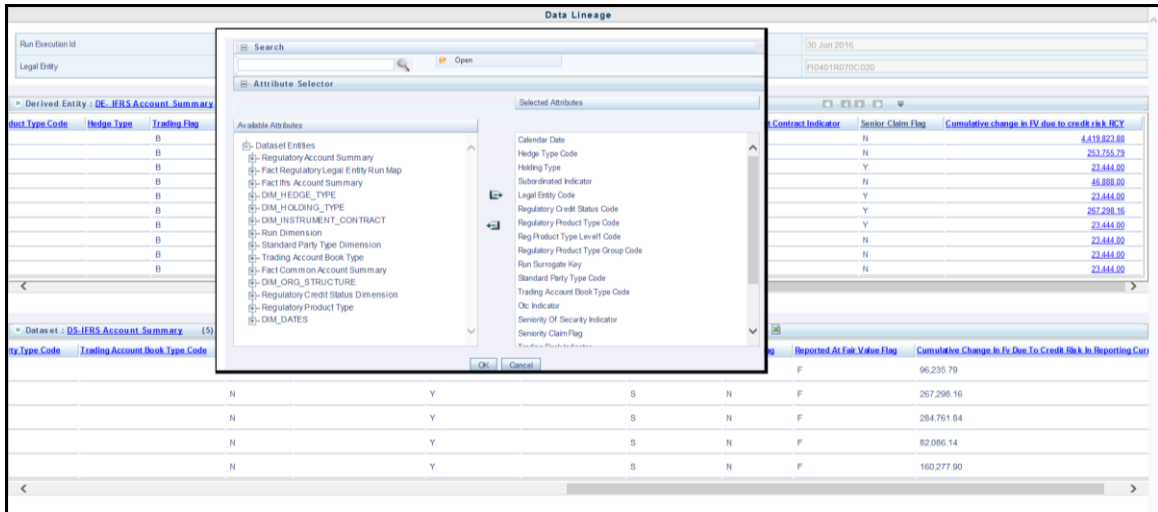 Data Lineage
Run Execution Id
30 Jun 2016
Legal Entity
FI0401R070C020
Search
Open
Attribute Selector
Selected Attributes
Available Attributes
Dataset Entities
Regulatory Account Summary
Fact Regulatory Legal Entity Run Map
Fact Ifrs Account Summary
DIM_HEDGE_TYPE
DIM_HOLDING_TYPE
DIM_INSTRUMENT_CONTRACT
Run Dimension
Standard Party Type Dimension
Trading Account Book Type
Fact Common Account Summary
DIM_ORG_STRUCTURE
Regulatory Credit Status Dimension
Regulatory Product Type
DIM_DATES
Calendar Date
Hedge Type Code
Holding Type
Subordinated Indicator
Legal Entity Code
Regulatory Credit Status Code
Regulatory Product Type Code
Reg Product Type Level1 Code
Regulatory Product Type Group Code
Run Surrogate Key
Standard Party Type Code
Trading Account Book Type Code
Otc Indicator
Seniority Of Security Indicator
Seniority Claim Flag
OK Cancel
Derived Entity : DE- IFRS Account Summary
duct Type Code Hedge Type Trading Flag t Contract Indicator Senior Claim Flag Cumulative change in FV due to credit risk RCY
B N 4,419,823.88
B N 253,755.79
B Y 23,444.00
B N 46,888.00
B Y 23,444.00
B Y 267,298.16
B Y 23,444.00
B N 23,444.00
B N 23,444.00
B N 23,444.00
Dataset : DS-IFRS Account Summary (5)
ty Type Code Trading Account Book Type Code Reported At Fair Value Flag Cumulative Change In Fv Due To Credit Risk In Reporting Curr
F 96,235.79
N Y S N F 267,298.16
N Y S N F 284,761.84
N Y S N F 82,086.14
N Y S N F 160,277.90